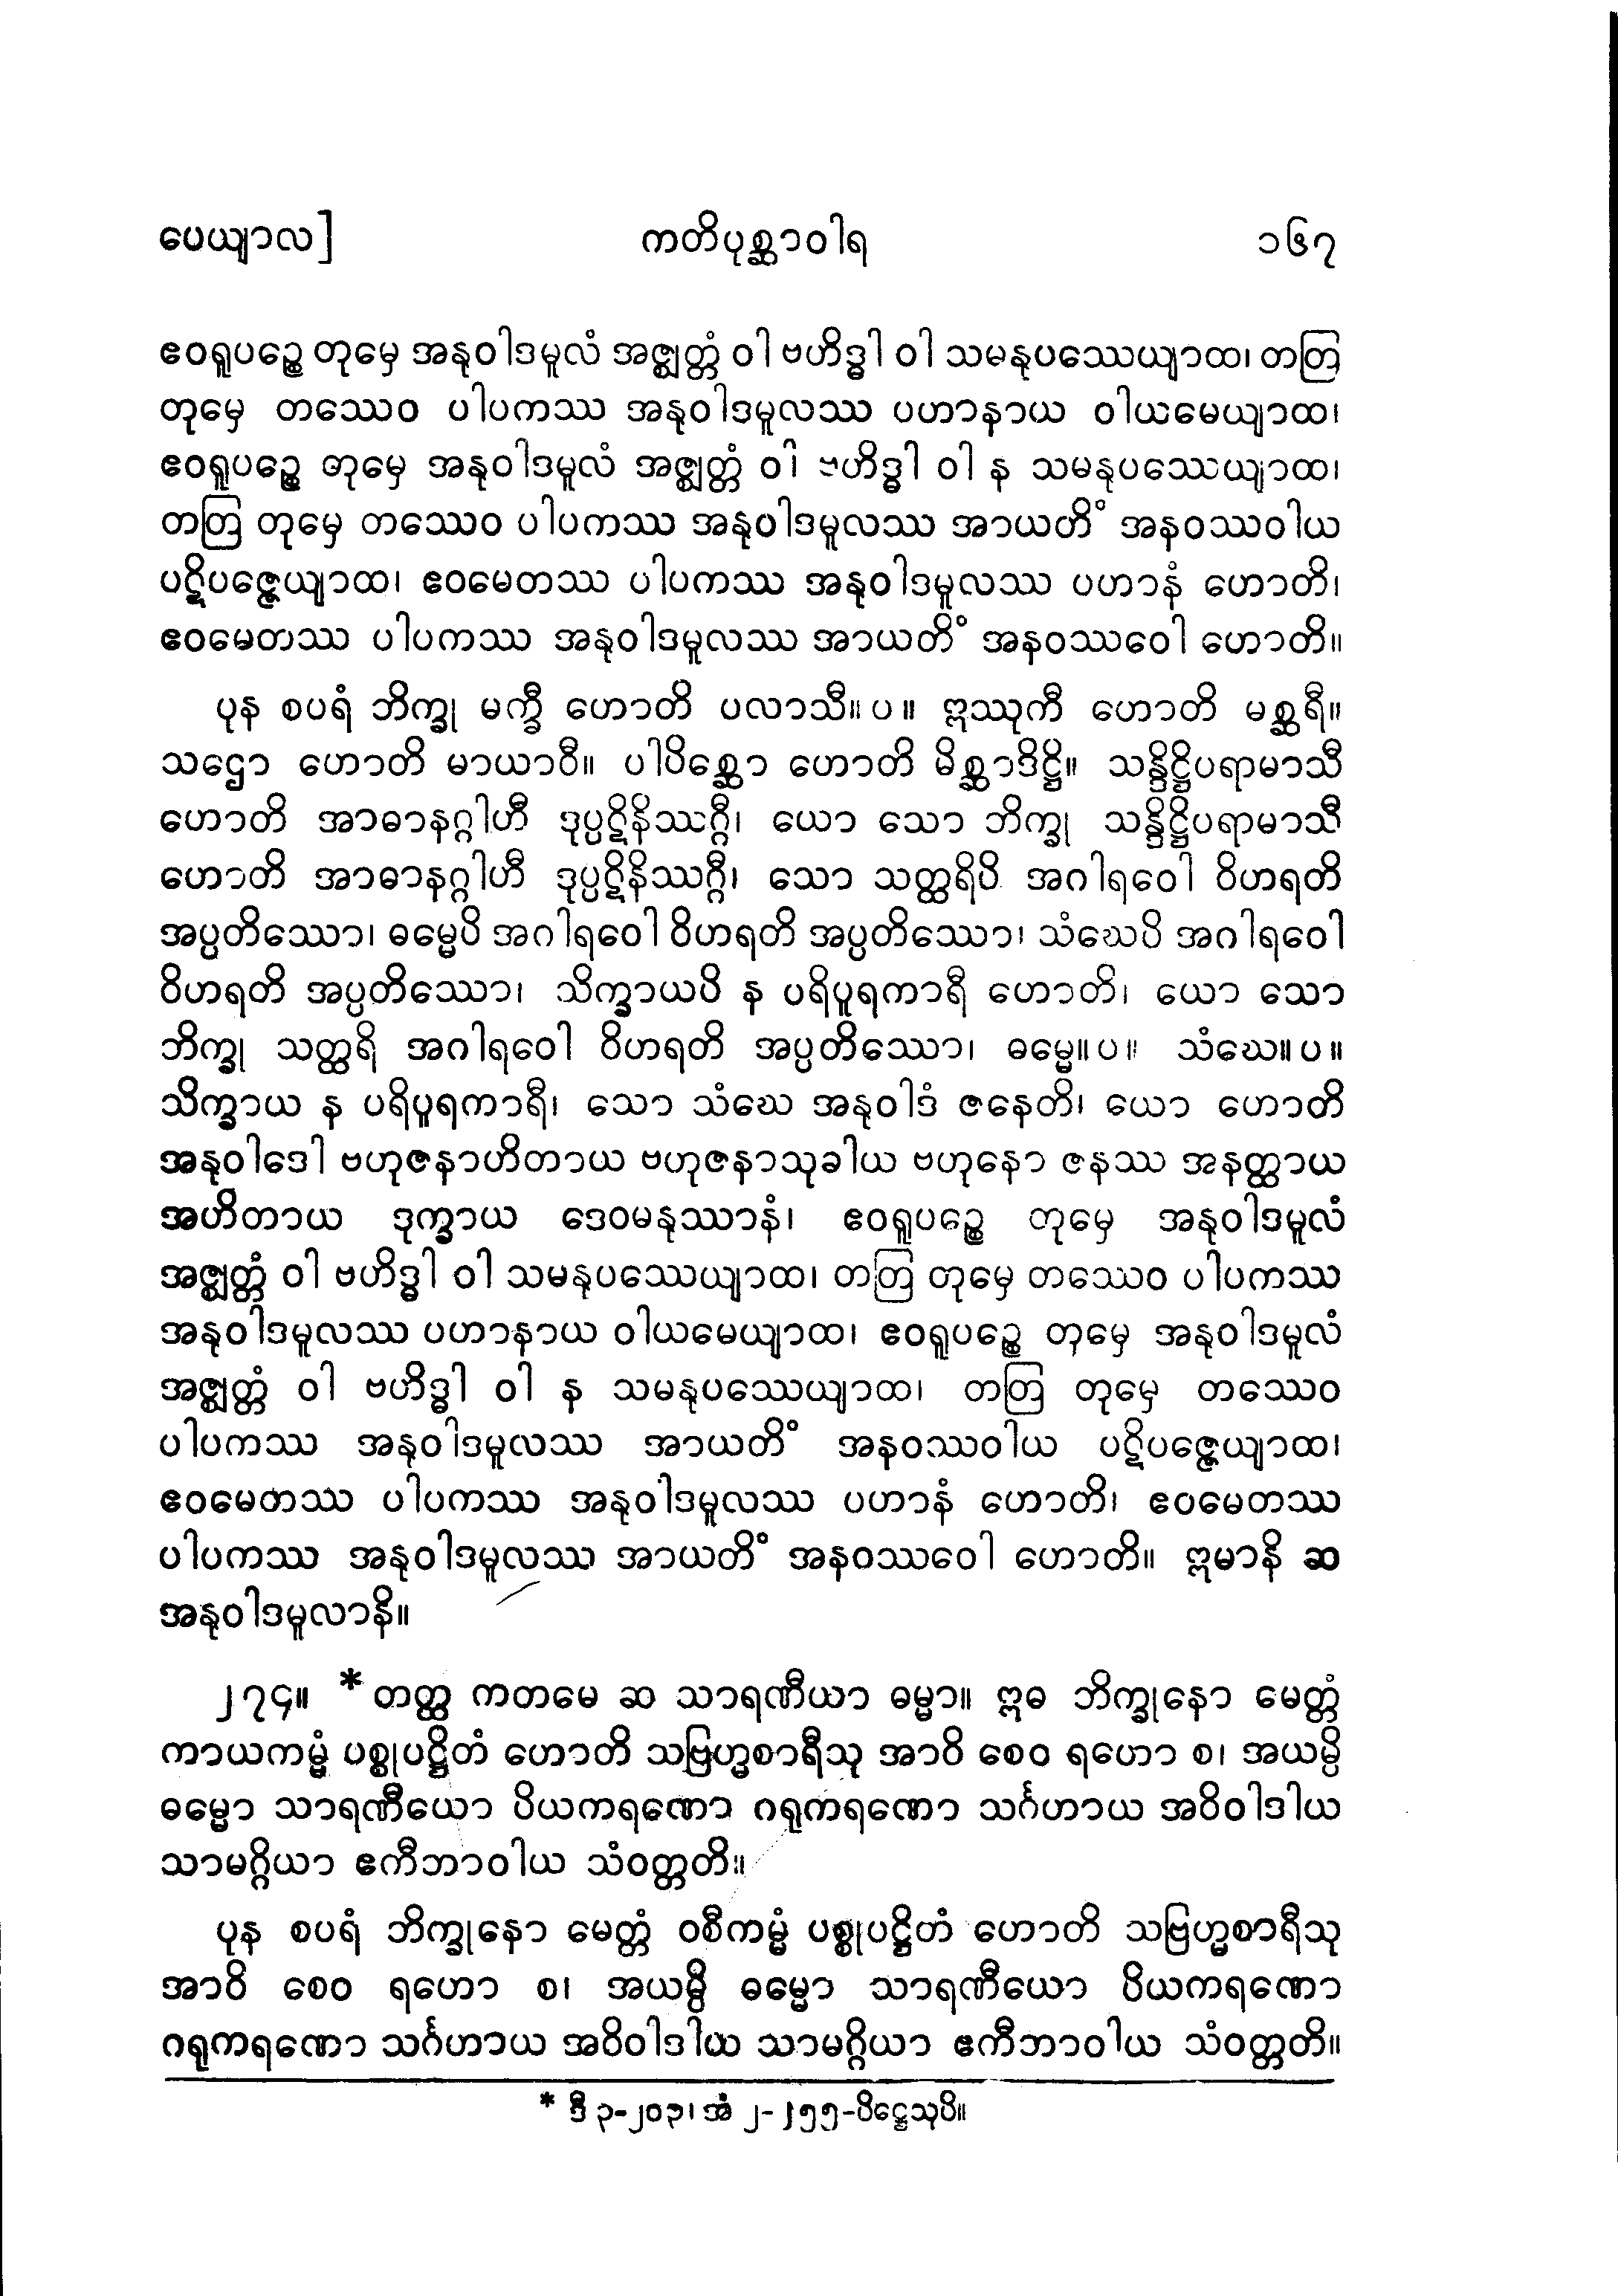 ပေယျာလ]
ကတိပုစ္ဆာဝါရ
၁၆၇
ဧဝရူပဉ္စေ တုမှေ အနုဝါဒမူလံ အဇ္ဈတ္တံ ဝါ ဗဟိဒ္ဓါ ဝါ သမနုပဿေယျာထ၊ တတြ
တုမှေ တဿေဝ ပါပကဿ အနုဝါဒမူလဿ ပဟာနာယ ဝါယမေယျာထ၊
ဧဝရူပဉ္စေ တုမှေ အနုဝါဒမူလံ အဇ္ဈတ္တံ ဝါ ဗဟိဒ္ဓါ ဝါ န သမနုပဿေယျာထ၊
တတြ တုမှေ တဿေဝ ပါပကဿ အနုဝါဒမူလဿ အာယတိံ အနဝဿဝါယ
ပဋိပဇ္ဇေယျာထ၊ ဧဝမေတဿ ပါပကဿ အနုဝါဒမူလဿ ပဟာနံ ဟောတိ၊
ဧဝမေတဿ ပါပကဿ အနုဝါဒမူလဿ အာယတိံ အနဝဿဝေါ ဟောတိ။
ပုန စပရံ ဘိက္ခု မက္ခီ ဟောတိ ပလာသီ။ ပ ။ ဣဿုကီ ဟောတိ မစ္ဆရီ။
သဌော ဟောတိ မာယာဝီ။ ပါပိစ္ဆော ဟောတိ မိစ္ဆာဒိဋ္ဌိ။ သန္ဒိဋ္ဌိပရာမာသီ
ဟောတိ အာဓာနဂ္ဂါဟီ ဒုပ္ပဋိနိဿဂ္ဂီ၊ ယော သော ဘိက္ခု သန္ဒိဋ္ဌိပရာမာသီ
ဟောတိ အာဓာနဂ္ဂါဟီ ဒုပ္ပဋိနိဿဂ္ဂီ၊ သော သတ္ထရိပိ အဂါရဝေါ ဝိဟရတိ
အပ္ပတိဿော၊ ဓမ္မေပိ အဂါရဝေါ ဝိဟရတိ အပ္ပတိဿော၊ သံဃေပိ အဂါရဝေါ
ဝိဟရတိ အပ္ပတိဿော၊ သိက္ခာယပိ န ပရိပူရကာရီ ဟောတိ၊ ယော သော
ဘိက္ခု သတ္ထရိ အဂါရဝေါ ဝိဟရတိ အပ္ပတိဿော၊ ဓမ္မေ။ ပ ။ သံဃေ။ ပ ။
သိက္ခာယ န ပရိပူရကာရီ၊ သော သံဃေ အနုဝါဒံ ဇနေတိ၊ ယော ဟောတိ
အနုဝါဒေါ ဗဟုဇနာဟိတာယ ဗဟုဇနာသုခါယ ဗဟုနော ဇနဿ အနတ္ထာယ
အဟိတာယ ဒုက္ခာယ ဒေဝမနုဿာနံ၊ ဧဝရူပဉ္စေ တုမှေ အနုဝါဒမူလံ
အဇ္ဈတ္တံ ဝါ ဗဟိဒ္ဓါ ဝါ သမနုပဿေယျာထ၊ တတြ တုမှေ တဿေဝ ပါပကဿ
အနုဝါဒမူလဿ ပဟာနာယ ဝါယမေယျာထ၊ ဧဝရူပဉ္စေ တုမှေ အနုဝါဒမူလံ
အဇ္ဈတ္တံ ဝါ ဗဟိဒ္ဓါ ဝါ န သမနုပဿေယျာထ၊ တတြ တုမှေ တဿေဝ
ပါပကဿ အနုဝါဒမူလဿ အာယတိံ အနဝဿဝါယ ပဋိပဇ္ဇေယျာထ၊
ဧဝမေတဿ ပါပကဿ အနုဝါဒမူလဿ ပဟာနံ ဟောတိ၊ ဧဝမေတဿ
ပါပကဿ အနုဝါဒမူလဿ အာယတိံ အနဝဿဝေါ ဟောတိ။ ဣမာနိ ဆ
အနုဝါဒမူလာနိ။
၂၇၄။ *တတ္ထ ကတမေ ဆ သာရဏီယာ ဓမ္မာ။ ဣဓ ဘိက္ခုနော မေတ္တံ
ကာယကမ္မံ ပစ္စုပဋ္ဌိတံ ဟောတိ သဗြဟ္မစာရီသု အာဝိ စေဝ ရဟော စ၊ အယမ္ပိ
ဓမ္မော သာရဏီယော ပိယကရဏော ဂရုကရဏော သင်္ဂဟာယ အဝိဝါဒါယ
သာမဂ္ဂိယာ ဧကီဘာဝါယ သံဝတ္တတိ။
ပုန စပရံ ဘိက္ခုနော မေတ္တံ ဝစီကမ္မံ ပစ္စုပဋ္ဌိတံ ဟောတိ သဗြဟ္မစာရီသု
အာဝိ စေဝ ရဟော စ၊ အယမ္ပိ ဓမ္မော သာရဏီယော ပိယကရဏော
ဂရုကရဏော သင်္ဂဟာယ အဝိဝါဒါယ သာမဂ္ဂိယာ ဧကီဘာဝါယ သံဝတ္တတိ။
* ဒီ ၃-၂၀၃၊ အံ ၂-၂၅၅-ပိဋ္ဌေသုပိ။